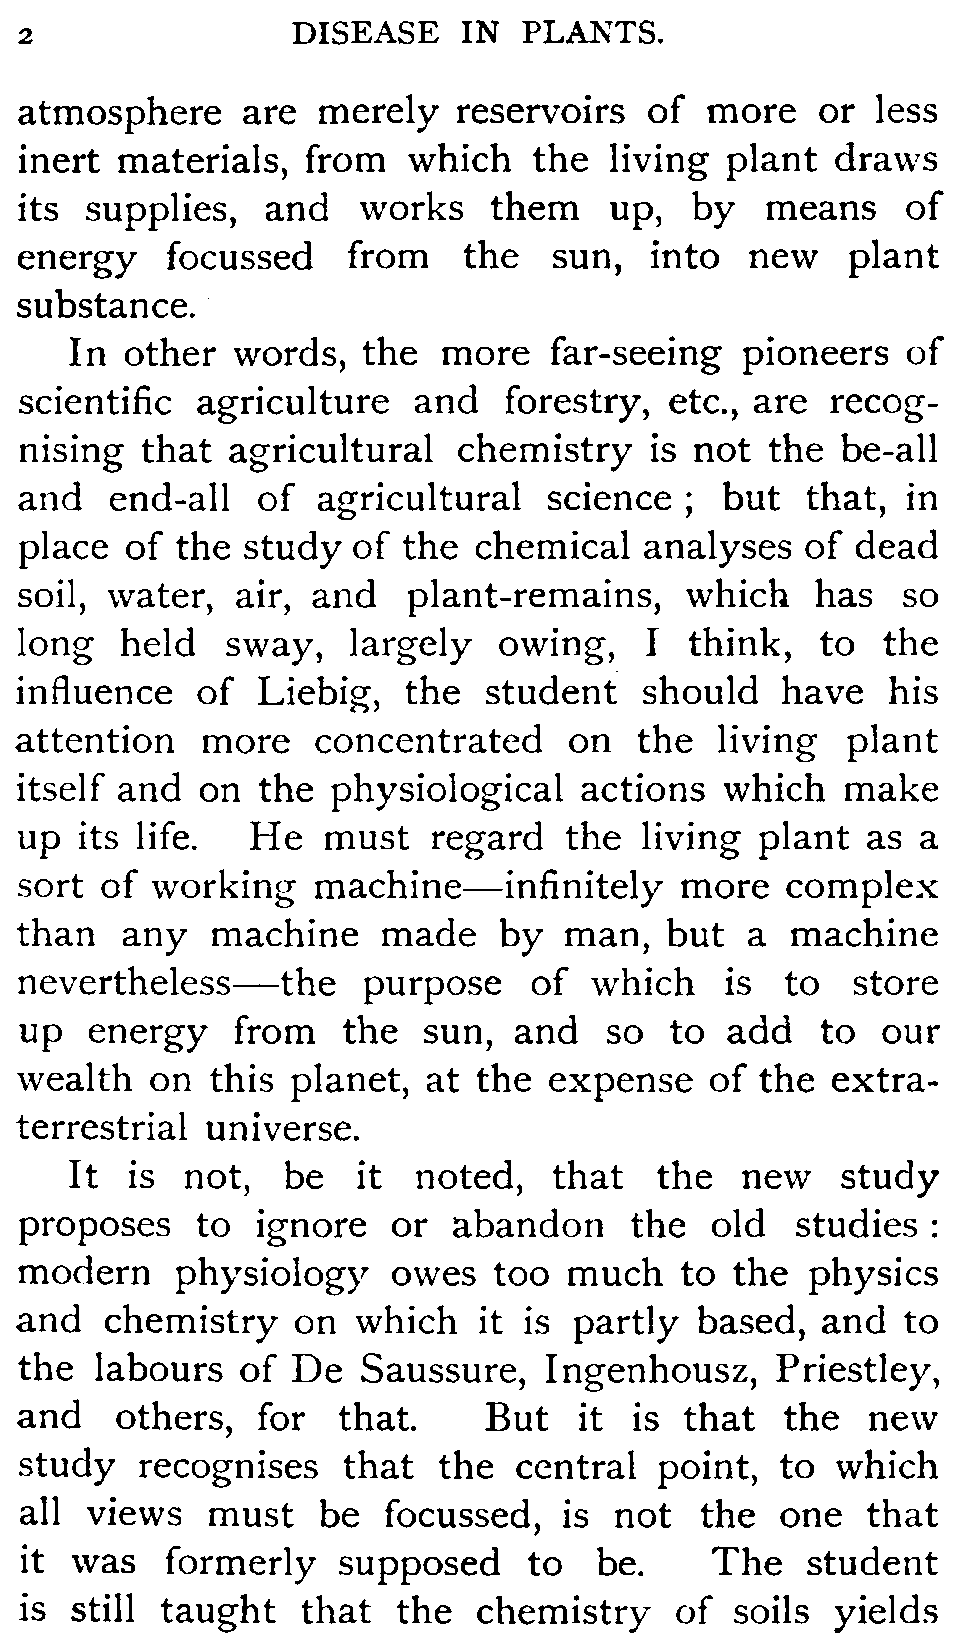 2 DISEASE IN PLANTS.
atmosphere are merely reservoirs of more or less
inert materials, from which the living plant draws
its supplies, and works them up, by means of
energy focussed from the sun, into new plant
substance.
In other words, the more far-seeing pioneers of
scientific agriculture and forestry, etc., are recog-
nising that agricultural chemistry is not the be-all
and end-all of agricultural science ; but that, in
place of the study of the chemical analyses of dead
soil, water, air, and plant-remains, which has so
long held sway, largely owing, I think, to the
influence of Liebig, the student should have his
attention more concentrated on the living plant
itself and on the physiological actions which make
up its life. He must regard the living plant as a
sort of working machine—infinitely more complex
than any machine made by man, but a machine
nevertheless—the purpose of which is to store
up energy from the sun, and so to add to our
wealth on this planet, at the expense of the extra-
terrestrial universe.
It is not, be it noted, that the new study
proposes to ignore or abandon the old studies :
modern physiology owes too much to the physics
and chemistry on which it is partly based, and to
the labours of De Saussure, Ingenhousz, Priestley,
and others, for that. But it is that the new
study recognises that the central point, to which
all views must be focussed, is not the one that
it was formerly supposed to be. The student
is still taught that the chemistry of soils yields